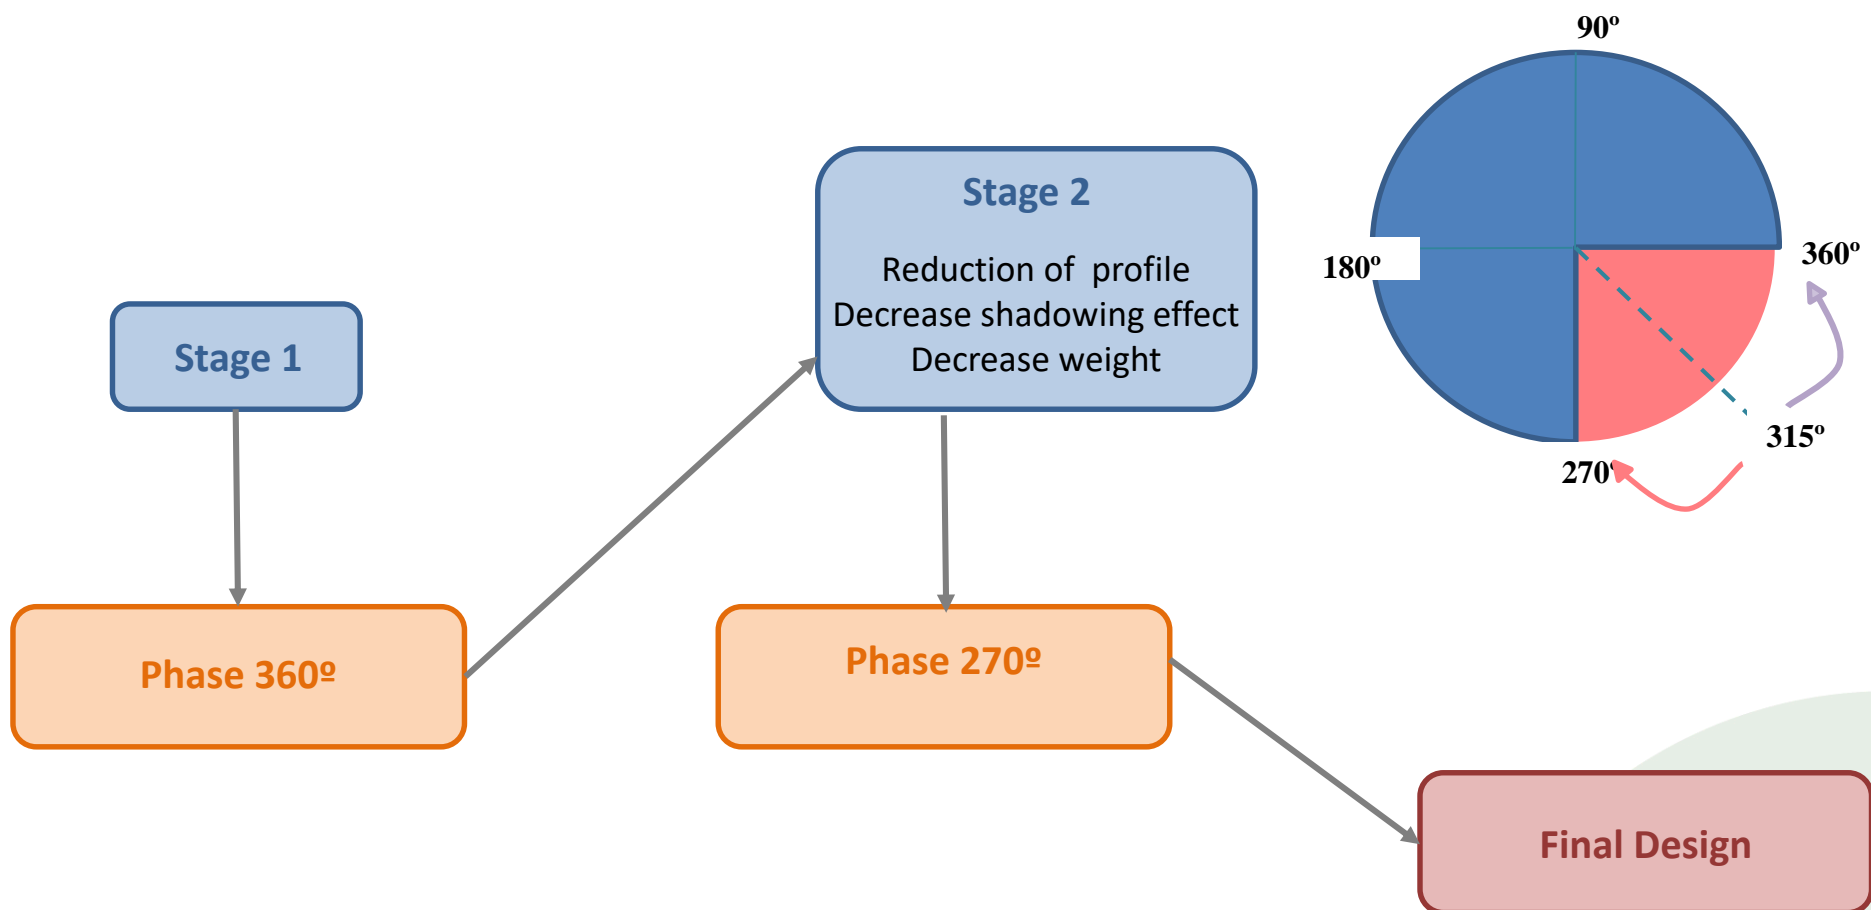 Stage 1
Phase 360º
Stage 2
Reduction of  profile
Decrease shadowing effect
Decrease weight
Phase 270º
Final Design
90º
180º
360º
315º
270º